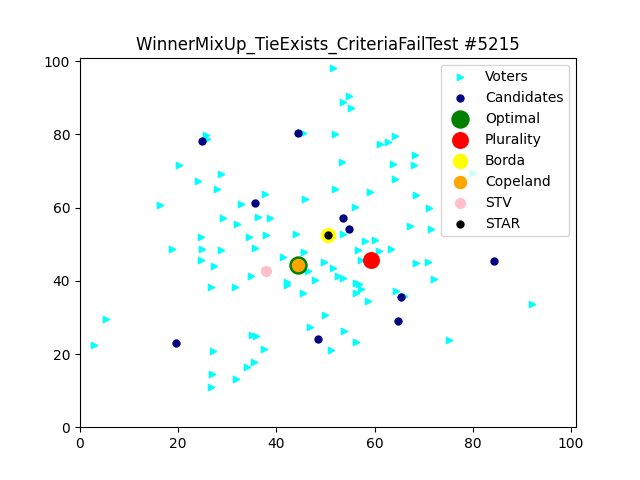 WinnerMixUp_TieExists_CriteriaFailTest #5215
100
80
60
40
20
0
0
20
40
60
80
100
Voters
Candidates
Optimal
Plurality
Borda
Copeland
STV
STAR